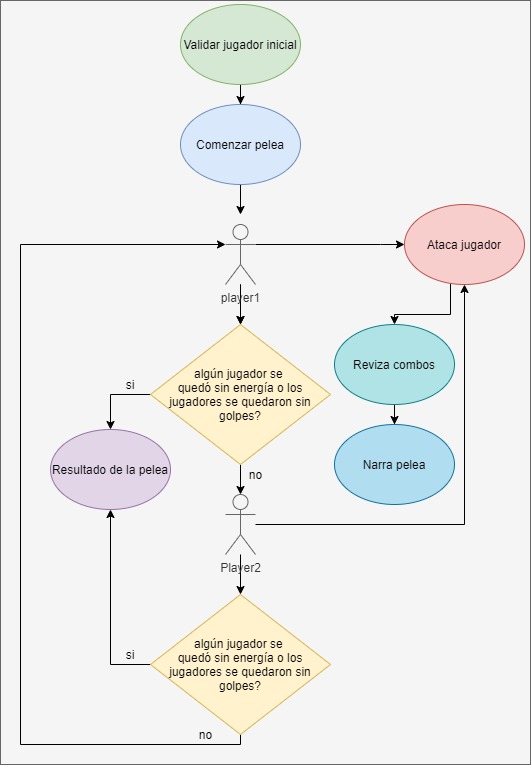 Validar jugador inicial
Comenzar pelea
Ataca jugador
player1
Reviza combos
algún jugador se
quedó sin energía o los
jugadores se quedaron sin
golpes?
si
Resultado de la pelea
Narra pelea
no
Player2
algún jugador se
quedó sin energía o los
jugadores se quedaron sin
golpes?
si
no